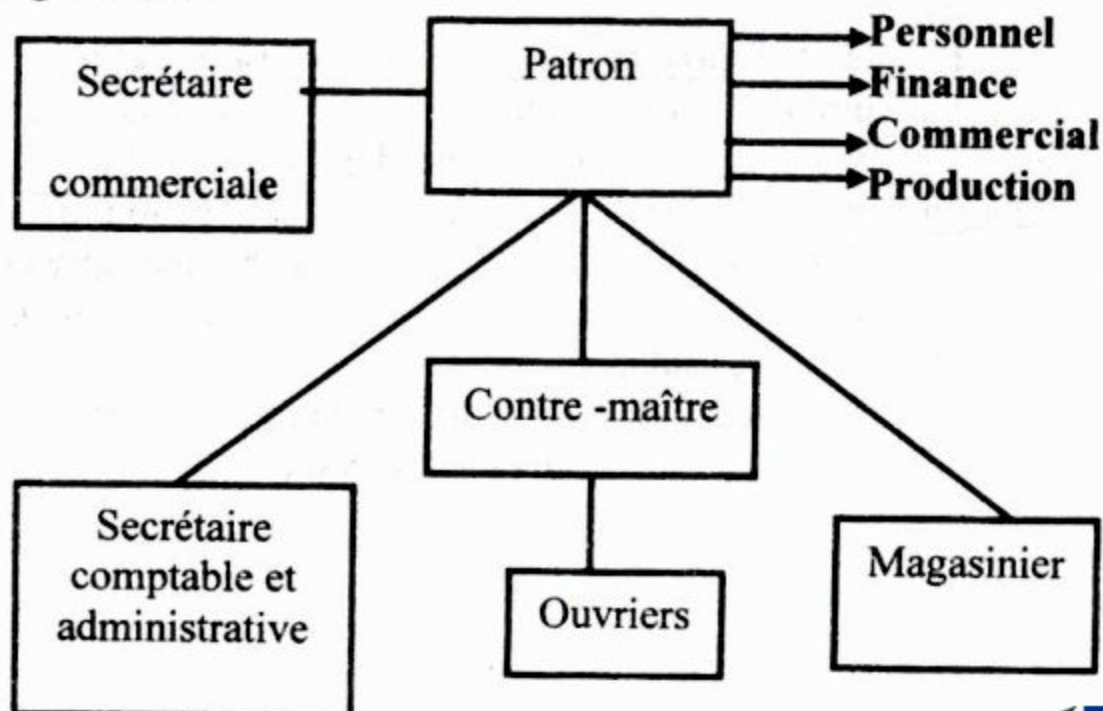 Secrétaire
commerciale
Patron
Personnel
Finance
Commercial
Production
Contre -maître
Ouvriers
Secrétaire
comptable et
administrative
Magasinier